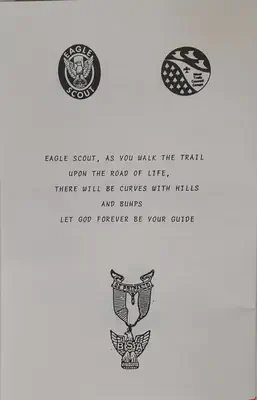 EAGLE
SCOUT
EAGLE SCOUT, AS YOU WALK THE TRAIL
UPON THE ROAD OF LIFE,
THERE WILL BE CURVES WITH HILLS
AND BUMPS
LET GOD FOREVER BE YOUR GUIDE
BE PREPARED
BSA